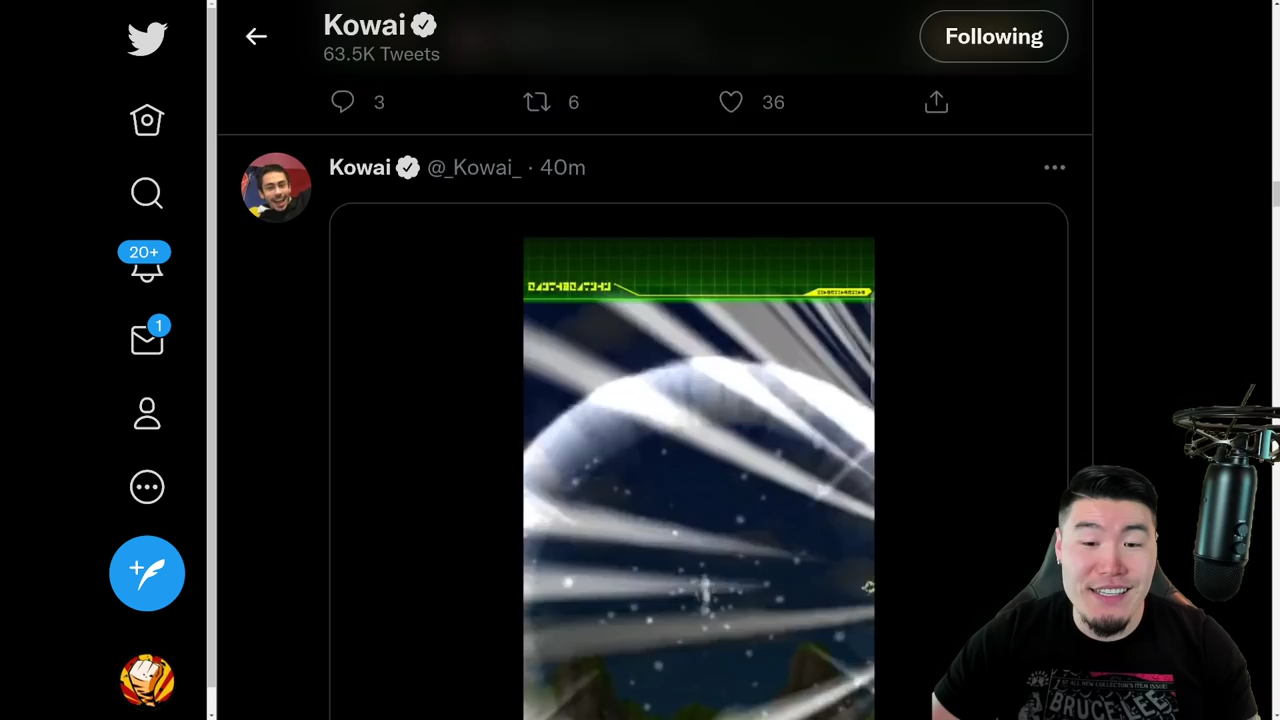 Kowai
63.5K Tweets
Following
3 6 36
Kowai @_Kowai_ · 40m
20+
1
BRUCE LEE